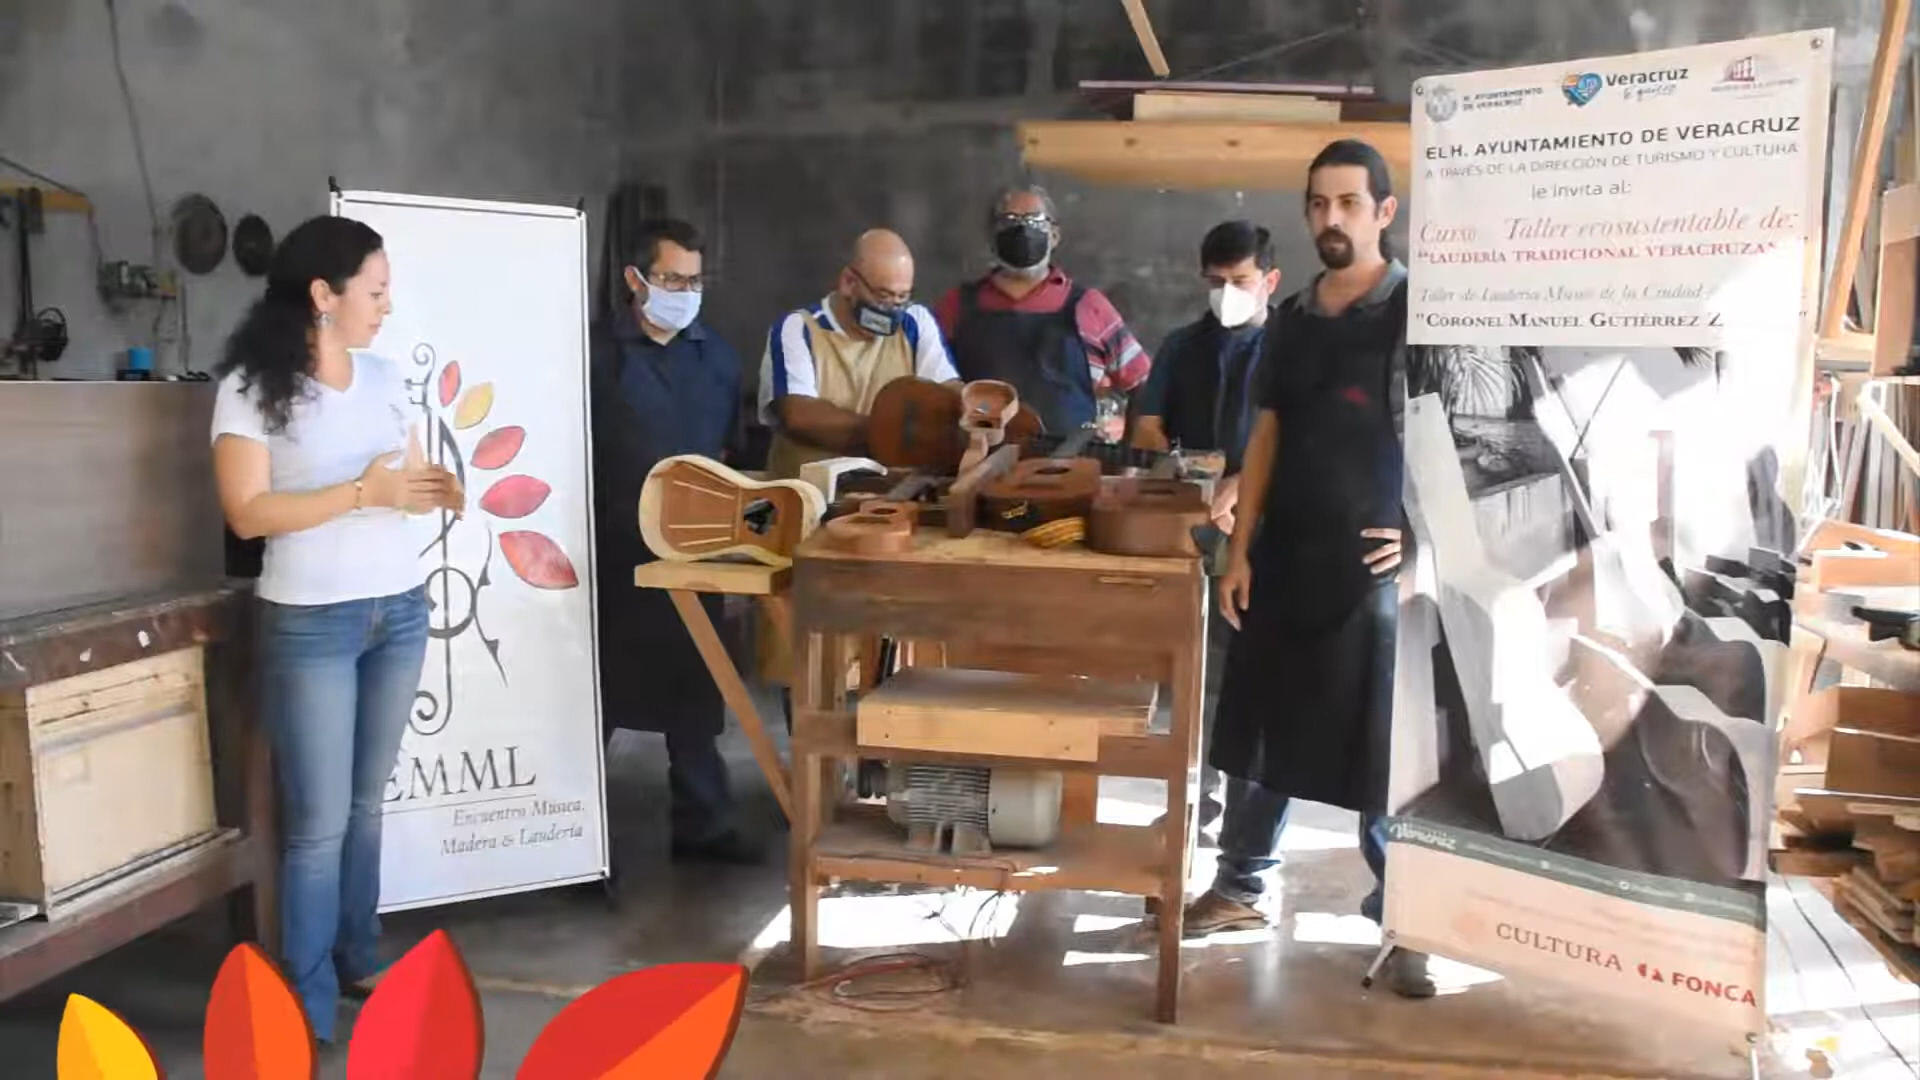 EMML
Encuentro Música,
Madera & Laudería
H. AYUNTAMIENTO
DE VERACRUZ
Veracruz
EL H. AYUNTAMIENTO DE VERACRUZ
A TRAVÉS DE LA DIRECCIÓN DE TURISMO Y CULTURA
le invita al:
Curso Taller ecosustentable de:
"LAUDERÍA TRADICIONAL
Taller de Laudería Museo de la Ciudad
"CORONEL MANUEL GUTIÉRREZ
Veracruz
CULTURA FONCA